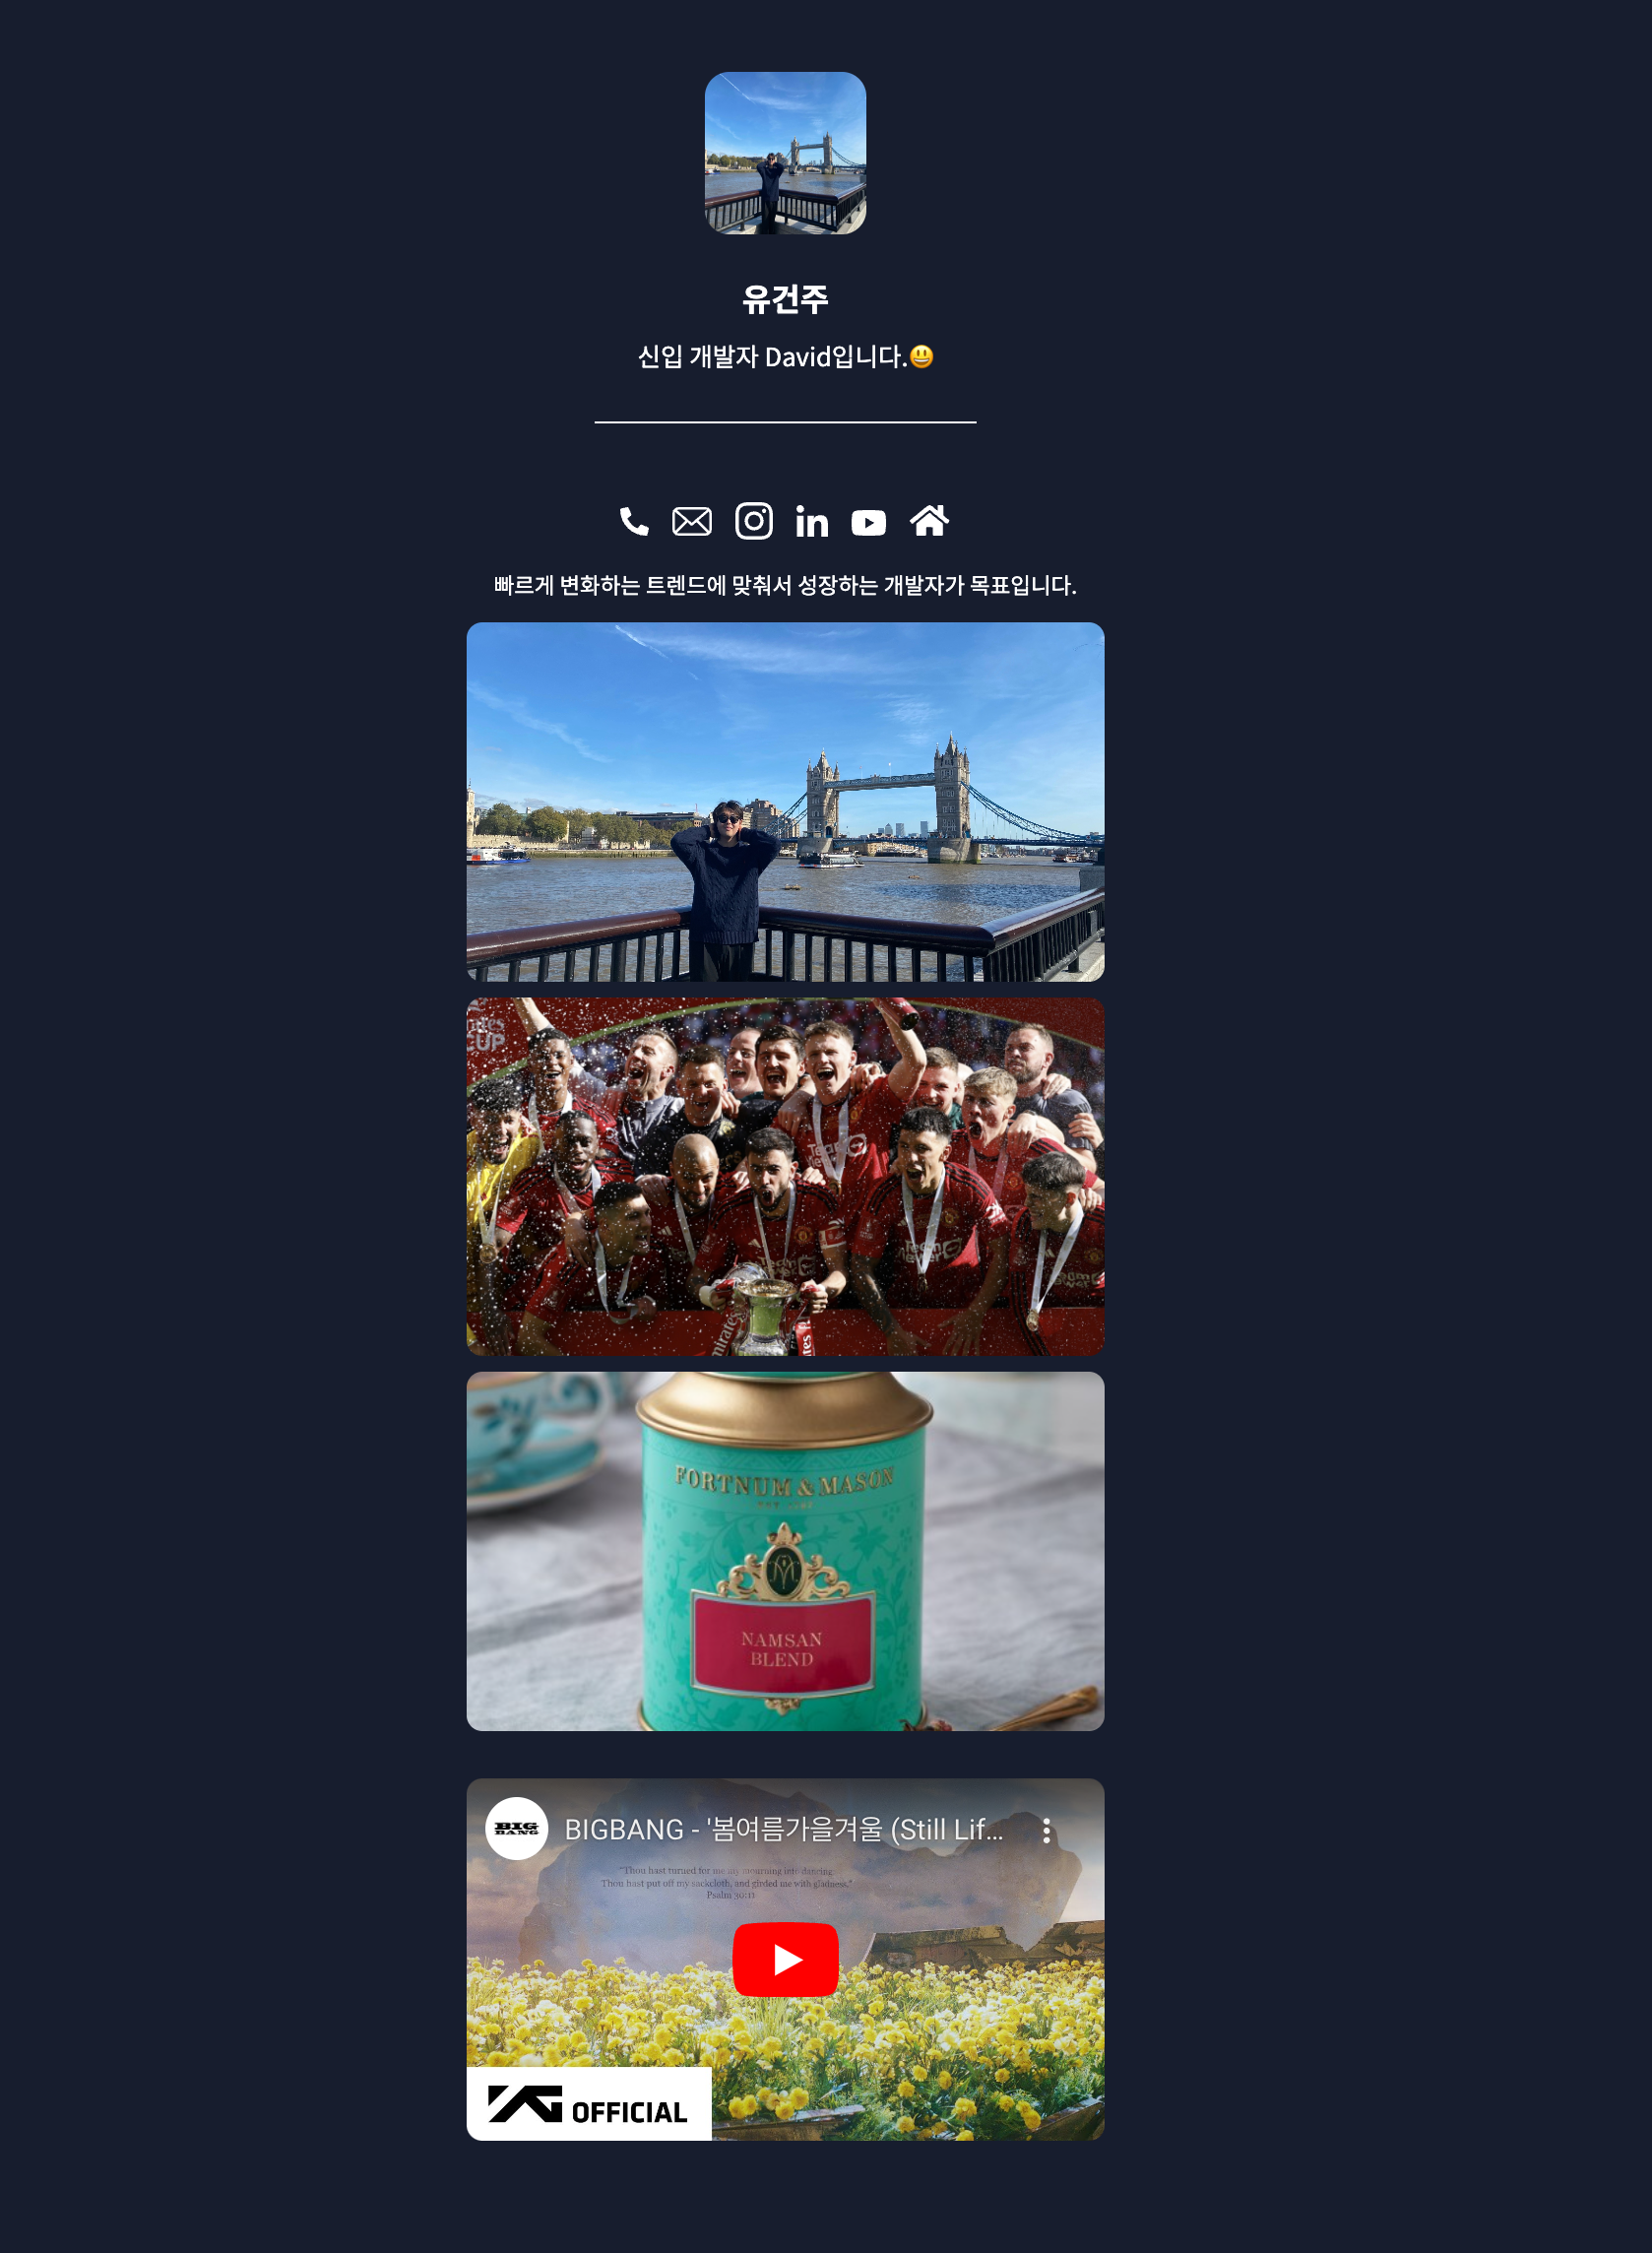 유건주
신입 개발자 David입니다.😃
빠르게 변화하는 트렌드에 맞춰서 성장하는 개발자가 목표입니다.
CUP
FORTNUM & MASON
NAMSAN
BLEND
BIG
BANG
BIGBANG - '봄여름가을겨울 (Still Lif...
"Thou hast turned for me my mourning into dancing:
Thou hast put off my sackcloth, and girded me with gladness."
Psalm 30:11
YG OFFICIAL